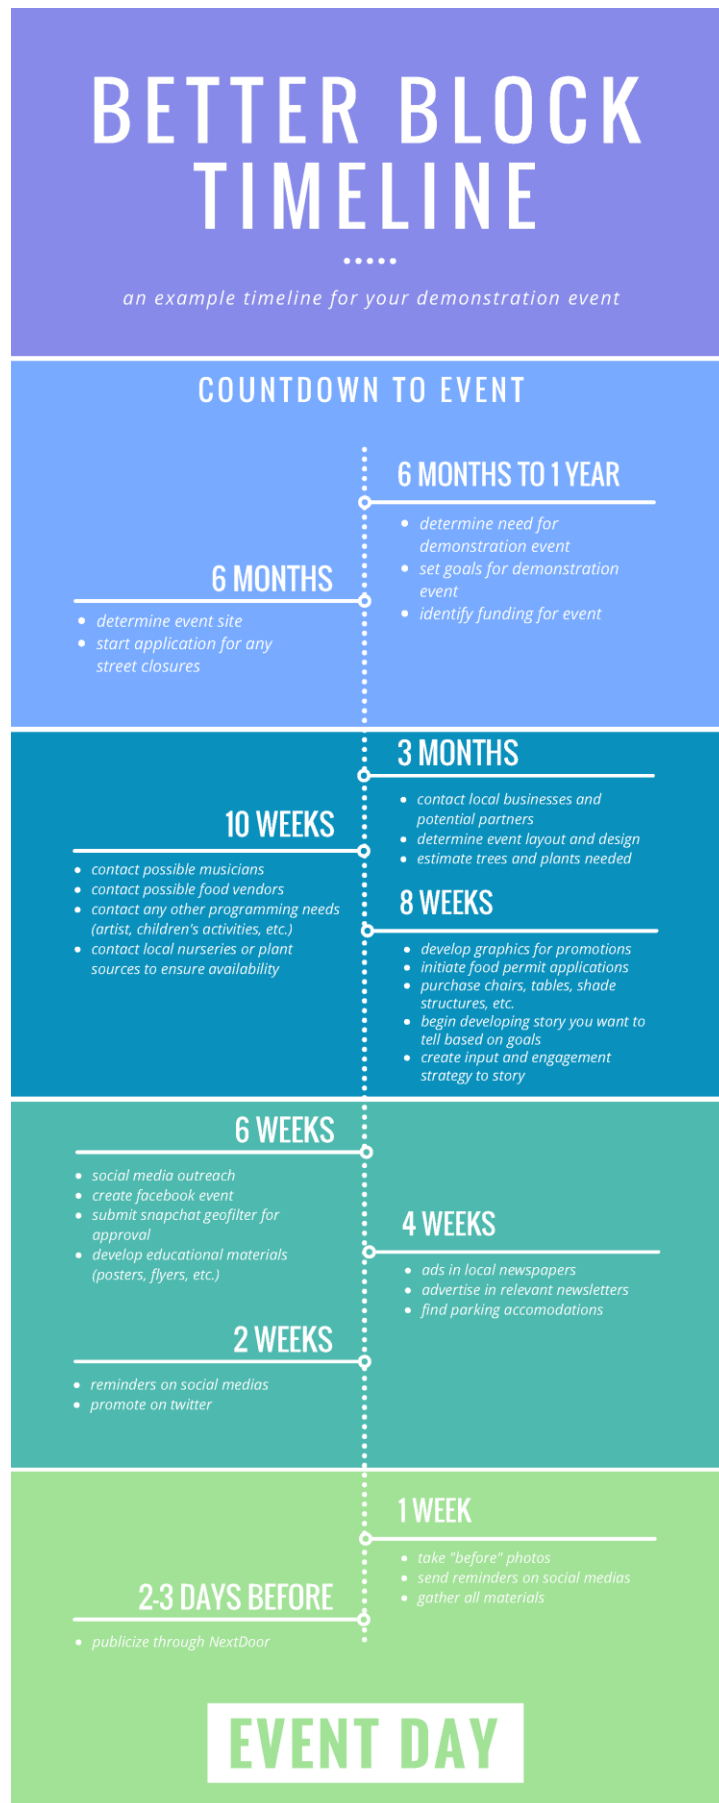 BETTER BLOCK
TIMELINE
an example timeline for your demonstration event
COUNTDOWN TO EVENT
6 MONTHS TO 1 YEAR
• determine need for
demonstration event
• set goals for demonstration
event
• identify funding for event
6 MONTHS
• determine event site
• start application for any
street closures
3 MONTHS
• contact local businesses and
potential partners
• determine event layout and design
• estimate trees and plants needed
10 WEEKS
• contact possible musicians
• contact possible food vendors
• contact any other programming needs
(artist, children's activities, etc.)
• contact local nurseries or plant
sources to ensure availability
8 WEEKS
• develop graphics for promotions
• initiate food permit applications
• purchase chairs, tables, shade
structures, etc.
• begin developing story you want to
tell based on goals
• create input and engagement
strategy to story
6 WEEKS
• social media outreach
• create facebook event
• submit snapchat geofilter for
approval
• develop educational materials
(posters, flyers, etc.)
4 WEEKS
• ads in local newspapers
• advertise in relevant newsletters
• find parking accomodations
2 WEEKS
• reminders on social medias
• promote on twitter
1 WEEK
• take "before" photos
• send reminders on social medias
• gather all materials
2-3 DAYS BEFORE
• publicize through NextDoor
EVENT DAY